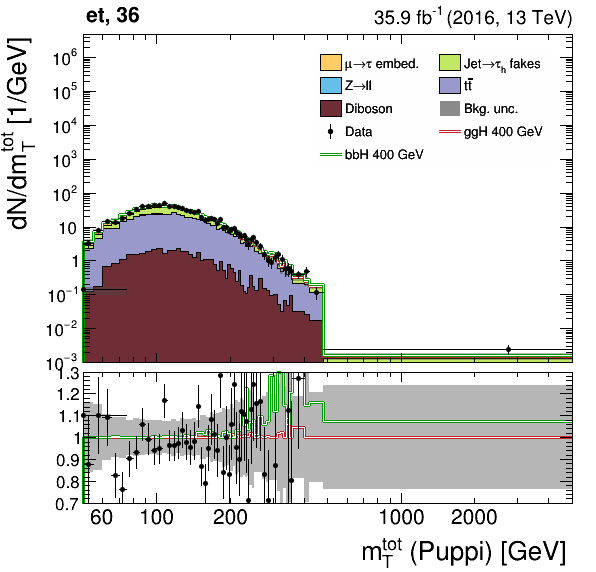 et, 36
35.9 fb⁻¹ (2016, 13 TeV)
dN/dm_T^tot [1/GeV]
10⁶
10⁵
10⁴
10³
10²
10
1
10⁻¹
10⁻²
10⁻³
μ→τ embed.
Jet→τ_h fakes
Z→ll
tt̄
Diboson
Bkg. unc.
Data
ggH 400 GeV
bbH 400 GeV
1.3
1.2
1.1
1
0.9
0.8
0.7
60
100
200
1000
2000
m_T^tot (Puppi) [GeV]